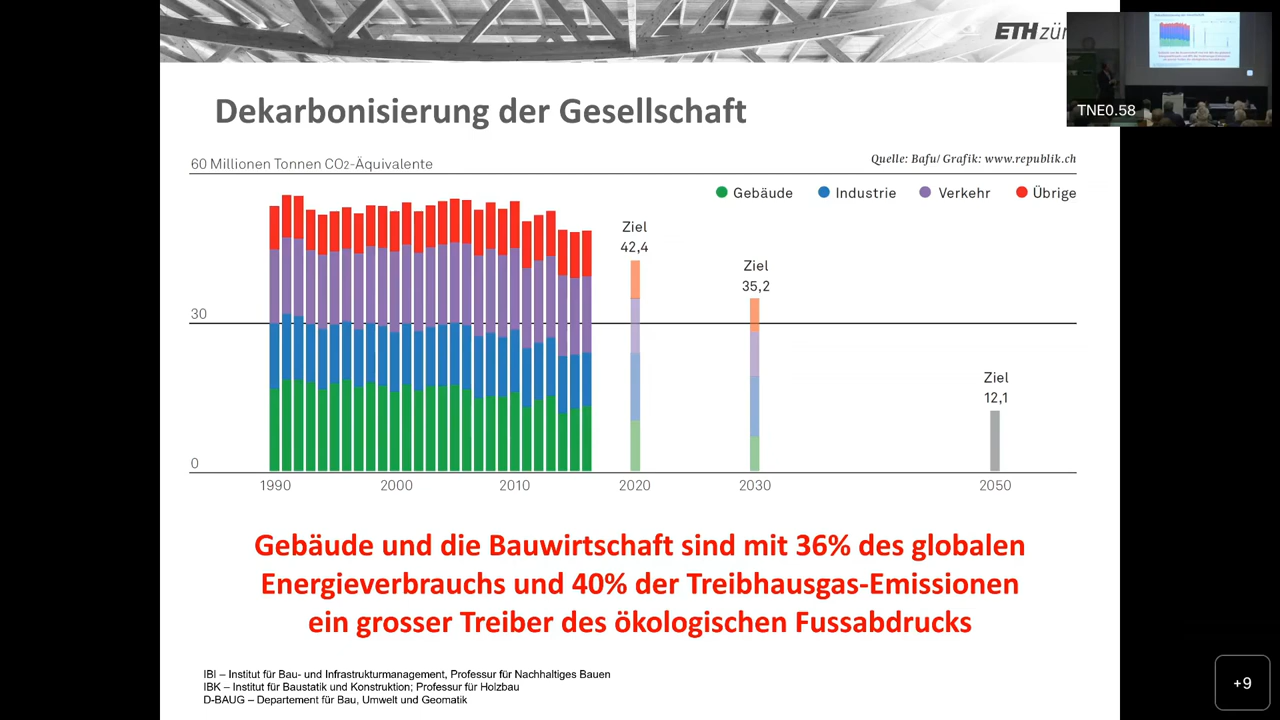 ETH zür
TNE0.58
Dekarbonisierung der Gesellschaft
60 Millionen Tonnen CO2-Äquivalente
Quelle: Bafu/ Grafik: www.republik.ch
Gebäude Industrie Verkehr Übrige
Ziel
42,4
Ziel
35,2
30
Ziel
12,1
0
1990 2000 2010 2020 2030 2050
Gebäude und die Bauwirtschaft sind mit 36% des globalen
Energieverbrauchs und 40% der Treibhausgas-Emissionen
ein grosser Treiber des ökologischen Fussabdrucks
IBI – Institut für Bau- und Infrastrukturmanagement, Professur für Nachhaltiges Bauen
IBK – Institut für Baustatik und Konstruktion; Professur für Holzbau
D-BAUG – Departement für Bau, Umwelt und Geomatik
+9